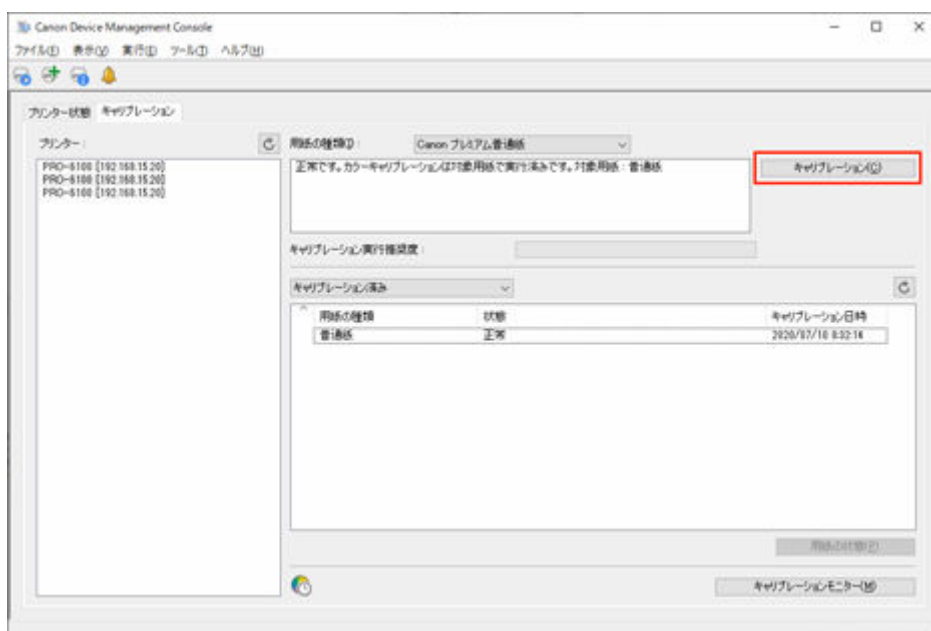 Canon Device Management Console
ファイル(F) 表示(V) 実行(E) ツール(T) ヘルプ(H)
プリンター状態 キャリブレーション
プリンター:
PRO-6100 [192.168.15.20]
PRO-6100 [192.168.15.20]
PRO-6100 [192.168.15.20]
用紙の種類(I): Canon プレミアム普通紙
正常です。カラーキャリブレーションは対象用紙で実行済みです。対象用紙:普通紙
キャリブレーション(C)
キャリブレーション実行推奨度:
キャリブレーション済み
用紙の種類 状態 キャリブレーション日時
普通紙 正常
用紙の状態(P)
キャリブレーションモニター(M)